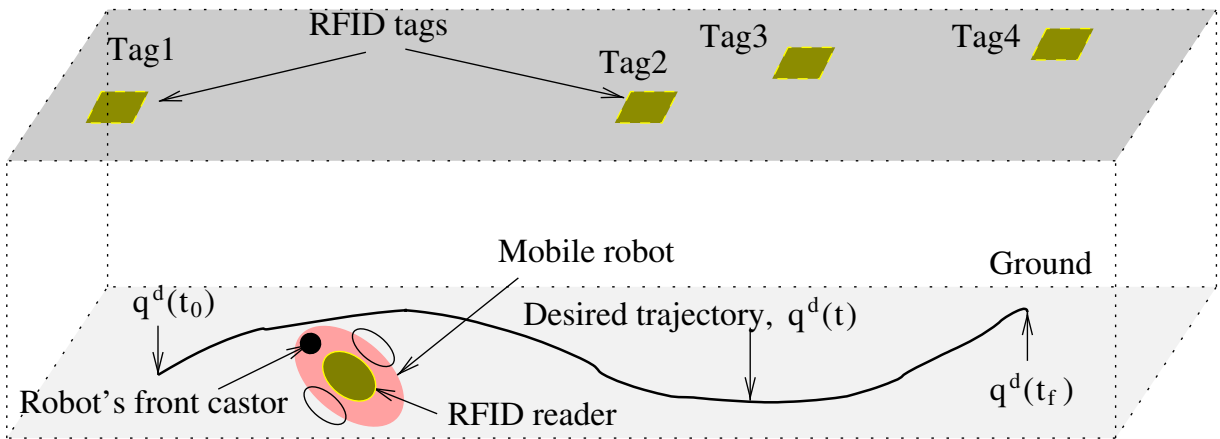 RFID tags
Tag1
Tag2
Tag3
Tag4
Mobile robot
Ground
q^d(t_0)
Desired trajectory, q^d(t)
Robot's front castor
RFID reader
q^d(t_f)